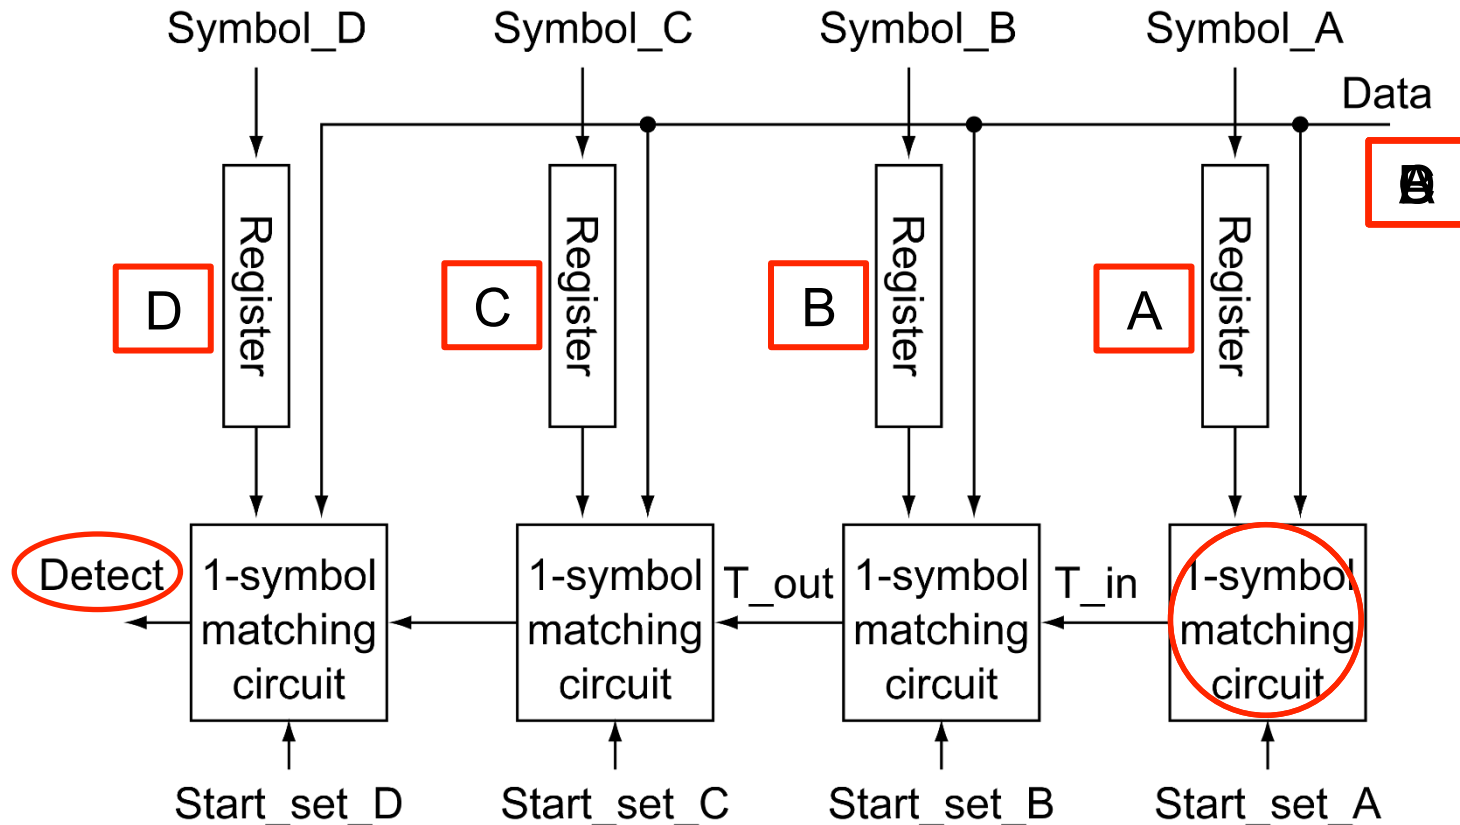 Symbol_D
Symbol_C
Symbol_B
Symbol_A
Data
Register
Register
Register
Register
D
C
B
A
Detect
1-symbol
matching
circuit
1-symbol
matching
circuit
T_out
1-symbol
matching
circuit
T_in
1-symbol
matching
circuit
Start_set_D
Start_set_C
Start_set_B
Start_set_A